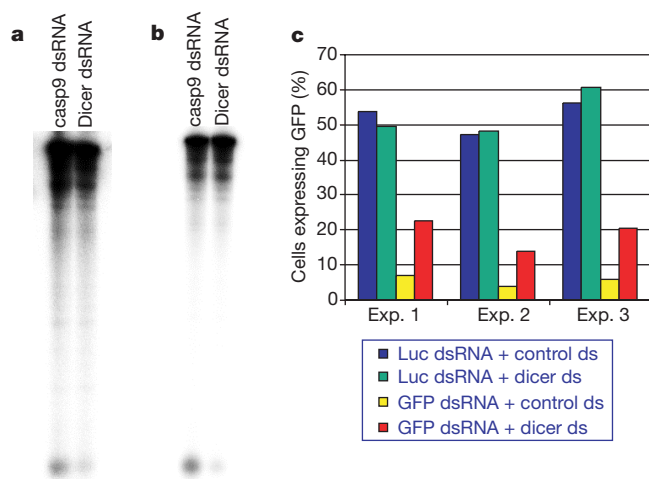 a
casp9 dsRNA
Dicer dsRNA
b
casp9 dsRNA
Dicer dsRNA
c
Cells expressing GFP (%)
70
60
50
40
30
20
10
0
Exp. 1 Exp. 2 Exp. 3
Luc dsRNA + control ds
Luc dsRNA + dicer ds
GFP dsRNA + control ds
GFP dsRNA + dicer ds